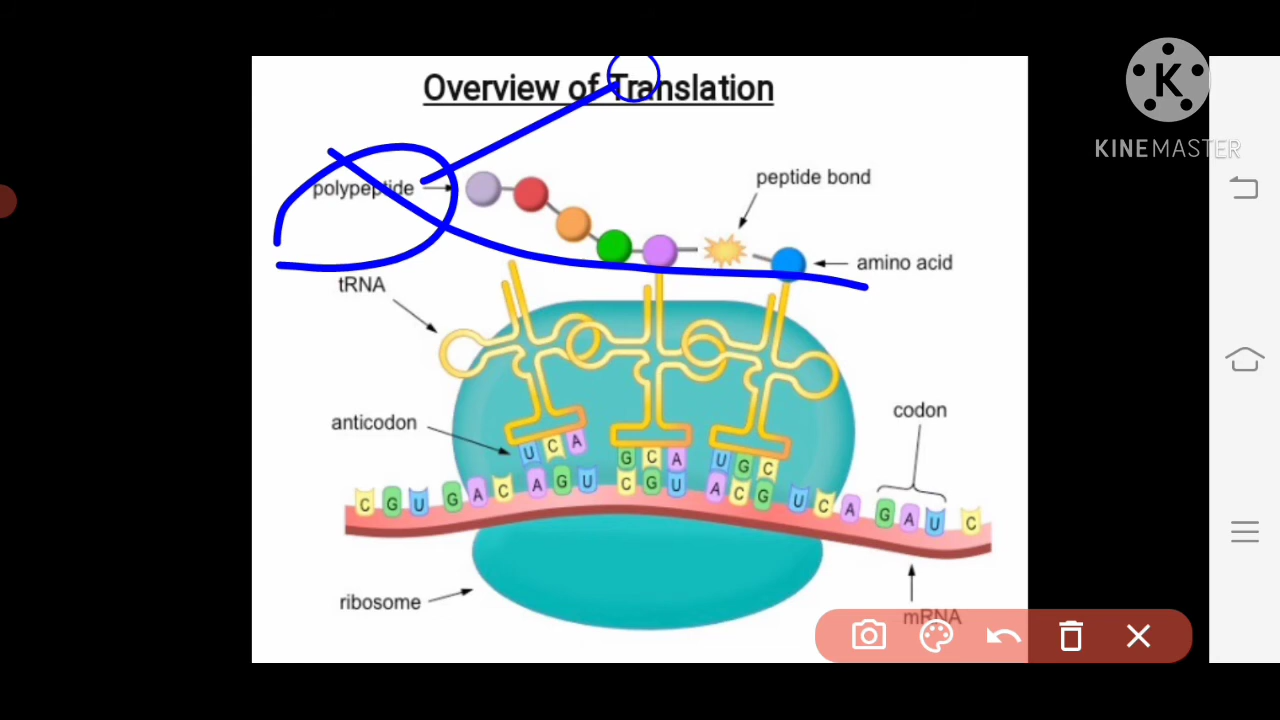 Overview of Translation
KINEMASTER
peptide bond
polypeptide
amino acid
tRNA
codon
anticodon
U C A
G C A
U G C
C G U G A C A G U C G U A C G U C A G A U C
ribosome
mRNA